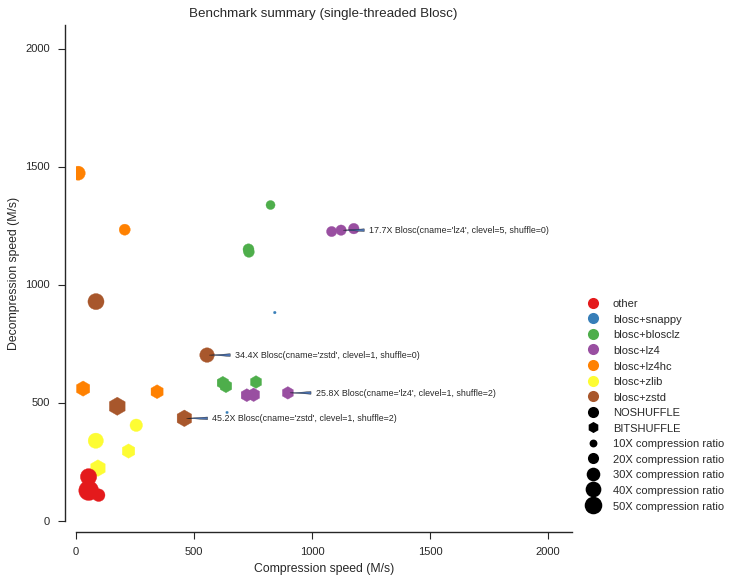 Benchmark summary (single-threaded Blosc)
2000
1500
1000
500
0
Decompression speed (M/s)
17.7X Blosc(cname='lz4', clevel=5, shuffle=0)
34.4X Blosc(cname='zstd', clevel=1, shuffle=0)
25.8X Blosc(cname='lz4', clevel=1, shuffle=2)
45.2X Blosc(cname='zstd', clevel=1, shuffle=2)
other
blosc+snappy
blosc+blosclz
blosc+lz4
blosc+lz4hc
blosc+zlib
blosc+zstd
NOSHUFFLE
BITSHUFFLE
10X compression ratio
20X compression ratio
30X compression ratio
40X compression ratio
50X compression ratio
0 500 1000 1500 2000
Compression speed (M/s)